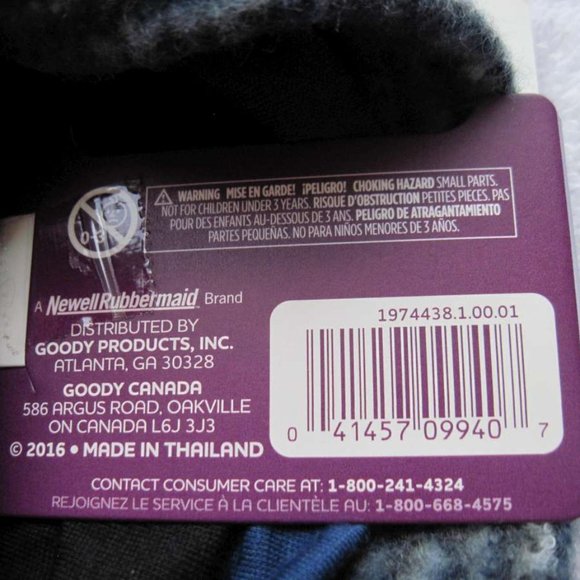 WARNING MISE EN GARDE! ¡PELIGRO! CHOKING HAZARD SMALL PARTS.
NOT FOR CHILDREN UNDER 3 YEARS. RISQUE D'OBSTRUCTION PETITES PIECES. PAS
POUR DES ENFANTS AU-DESSOUS DE 3 ANS. PELIGRO DE ATRAGANTAMIENTO
PARTES PEQUEÑAS. NO PARA NIÑOS MENORES DE 3 AÑOS.
0-3
A NewellRubbermaid Brand
DISTRIBUTED BY
GOODY PRODUCTS, INC.
ATLANTA, GA 30328
GOODY CANADA
586 ARGUS ROAD, OAKVILLE
ON CANADA L6J 3J3
© 2016 • MADE IN THAILAND
1974438.1.00.01
0 41457 09940 7
CONTACT CONSUMER CARE AT: 1-800-241-4324
REJOIGNEZ LE SERVICE À LA CLIENTÈLE AU: 1-800-668-4575